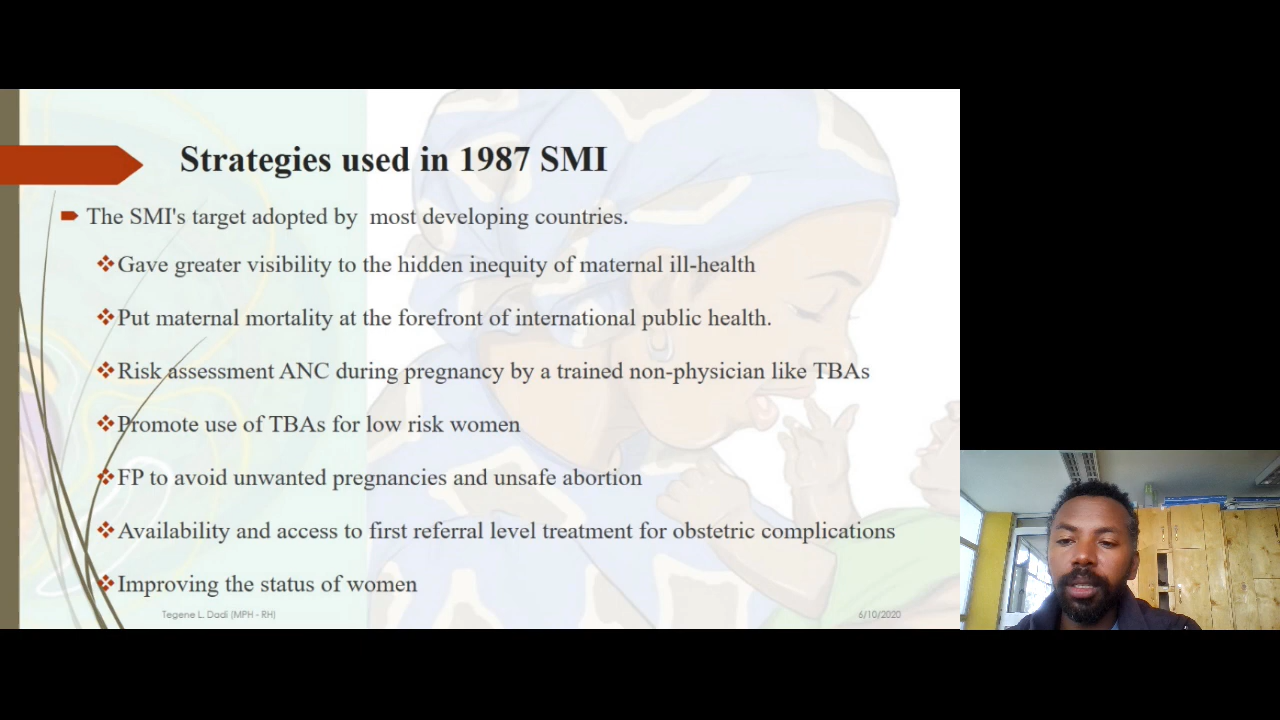 Strategies used in 1987 SMI
The SMI's target adopted by most developing countries.
Gave greater visibility to the hidden inequity of maternal ill-health
Put maternal mortality at the forefront of international public health.
Risk assessment ANC during pregnancy by a trained non-physician like TBAs
Promote use of TBAs for low risk women
FP to avoid unwanted pregnancies and unsafe abortion
Availability and access to first referral level treatment for obstetric complications
Improving the status of women
Tegene L. Dadi (MPH - RH)
6/10/2020